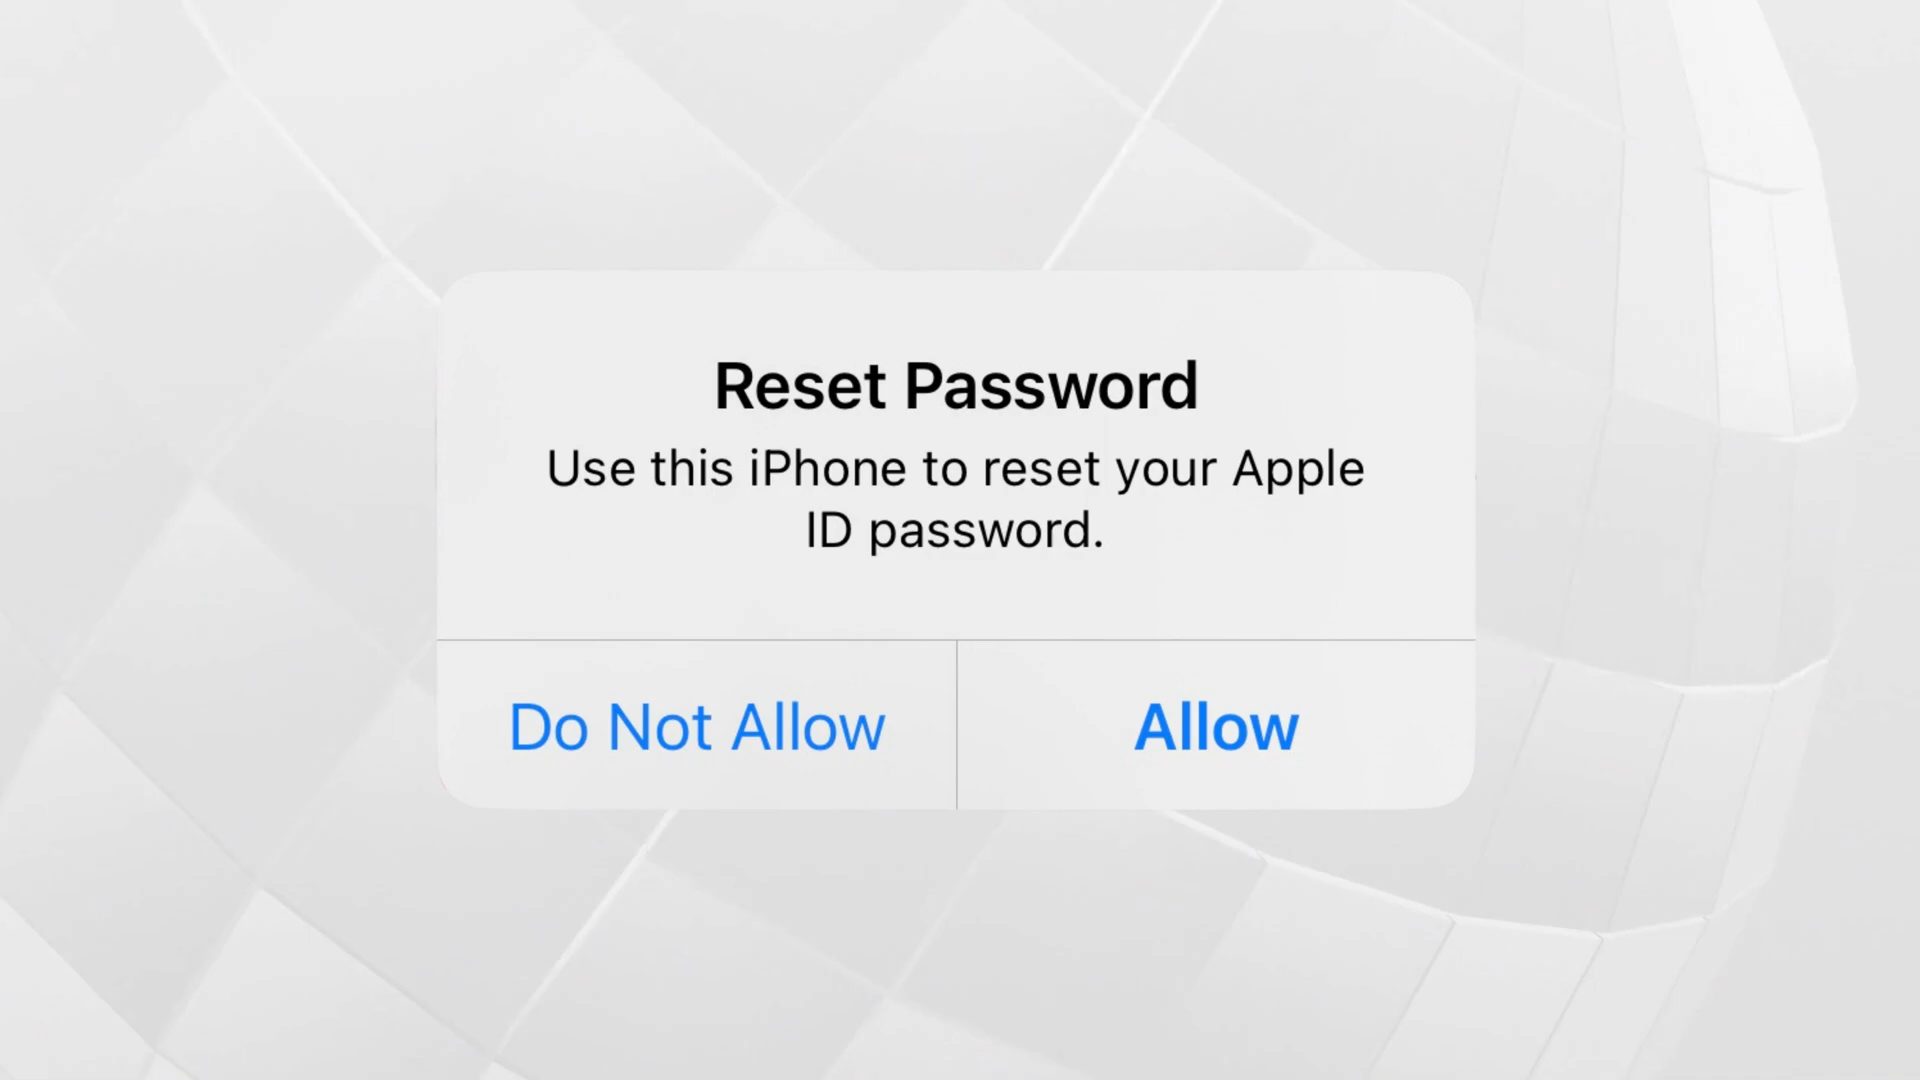 Reset Password
Use this iPhone to reset your Apple
ID password.
Do Not Allow
Allow